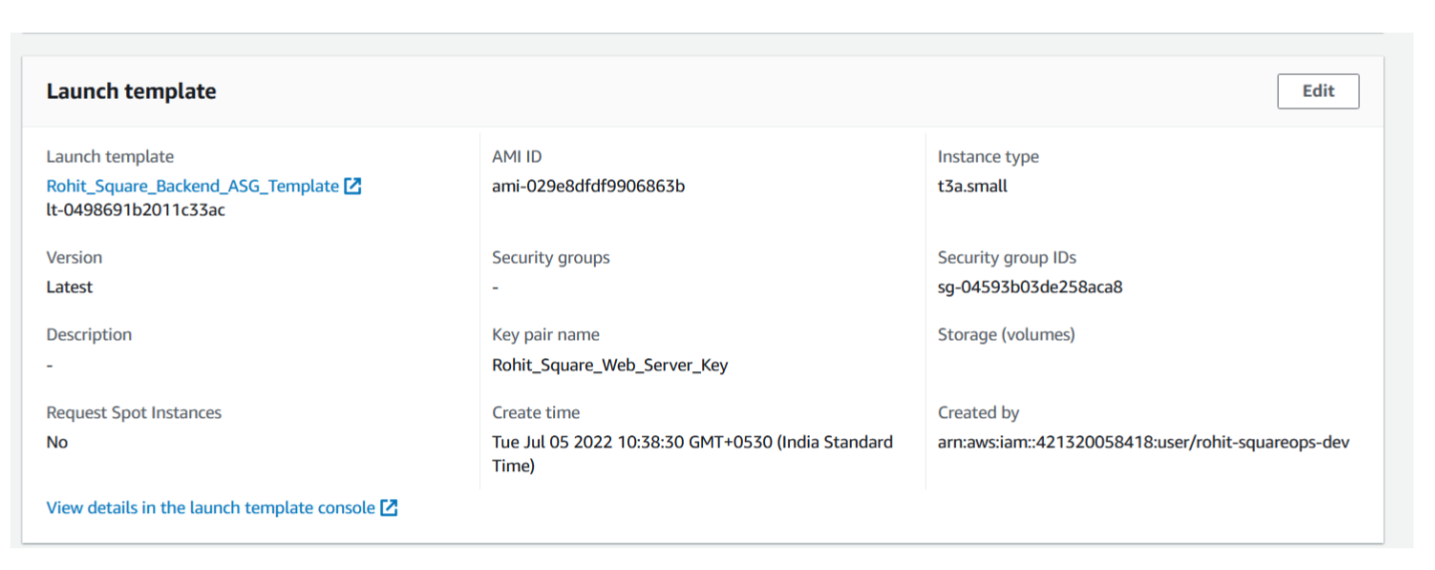 Launch template
Edit
Launch template
Rohit_Square_Backend_ASG_Template
lt-0498691b2011c33ac
AMI ID
ami-029e8dfdf9906863b
Instance type
t3a.small
Version
Latest
Security groups
-
Security group IDs
sg-04593b03de258aca8
Description
-
Key pair name
Rohit_Square_Web_Server_Key
Storage (volumes)
Request Spot Instances
No
Create time
Tue Jul 05 2022 10:38:30 GMT+0530 (India Standard
Time)
Created by
arn:aws:iam::421320058418:user/rohit-squareops-dev
View details in the launch template console